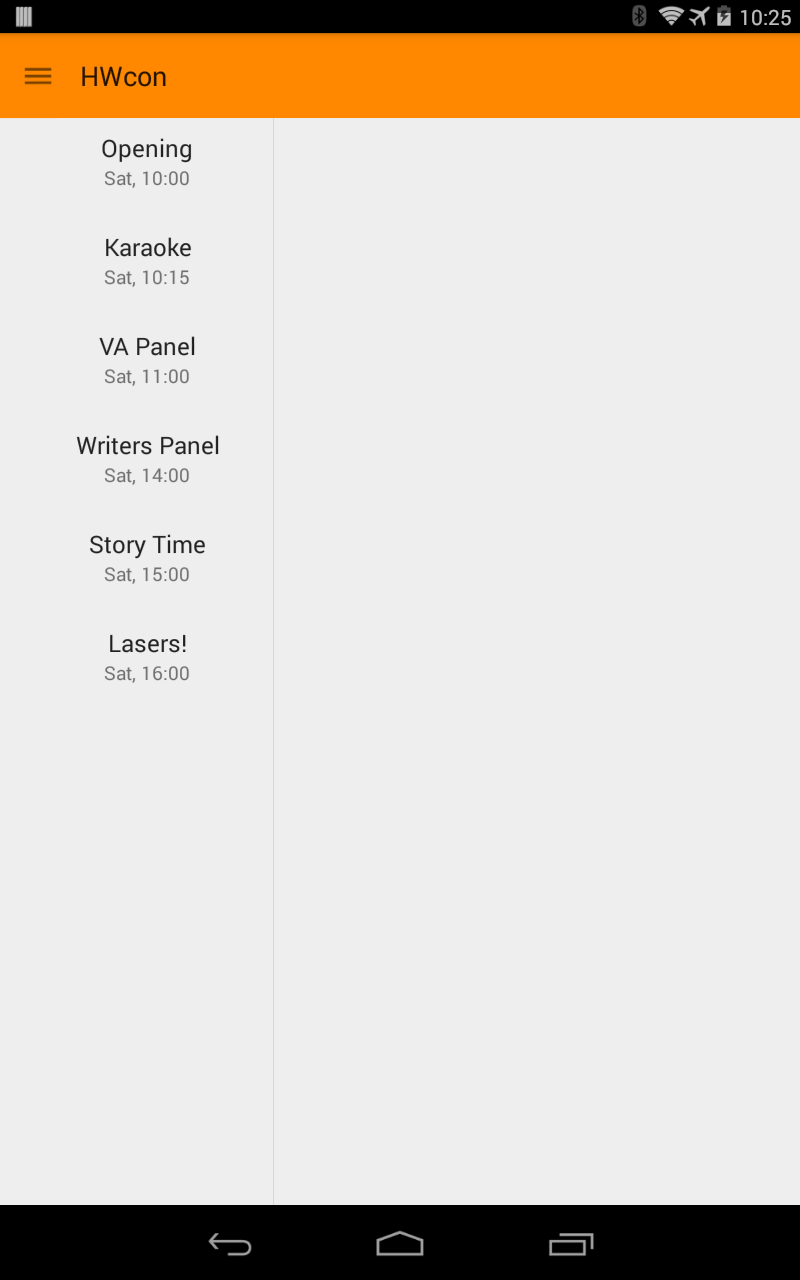 10:25
HWcon
Opening
Sat, 10:00
Karaoke
Sat, 10:15
VA Panel
Sat, 11:00
Writers Panel
Sat, 14:00
Story Time
Sat, 15:00
Lasers!
Sat, 16:00